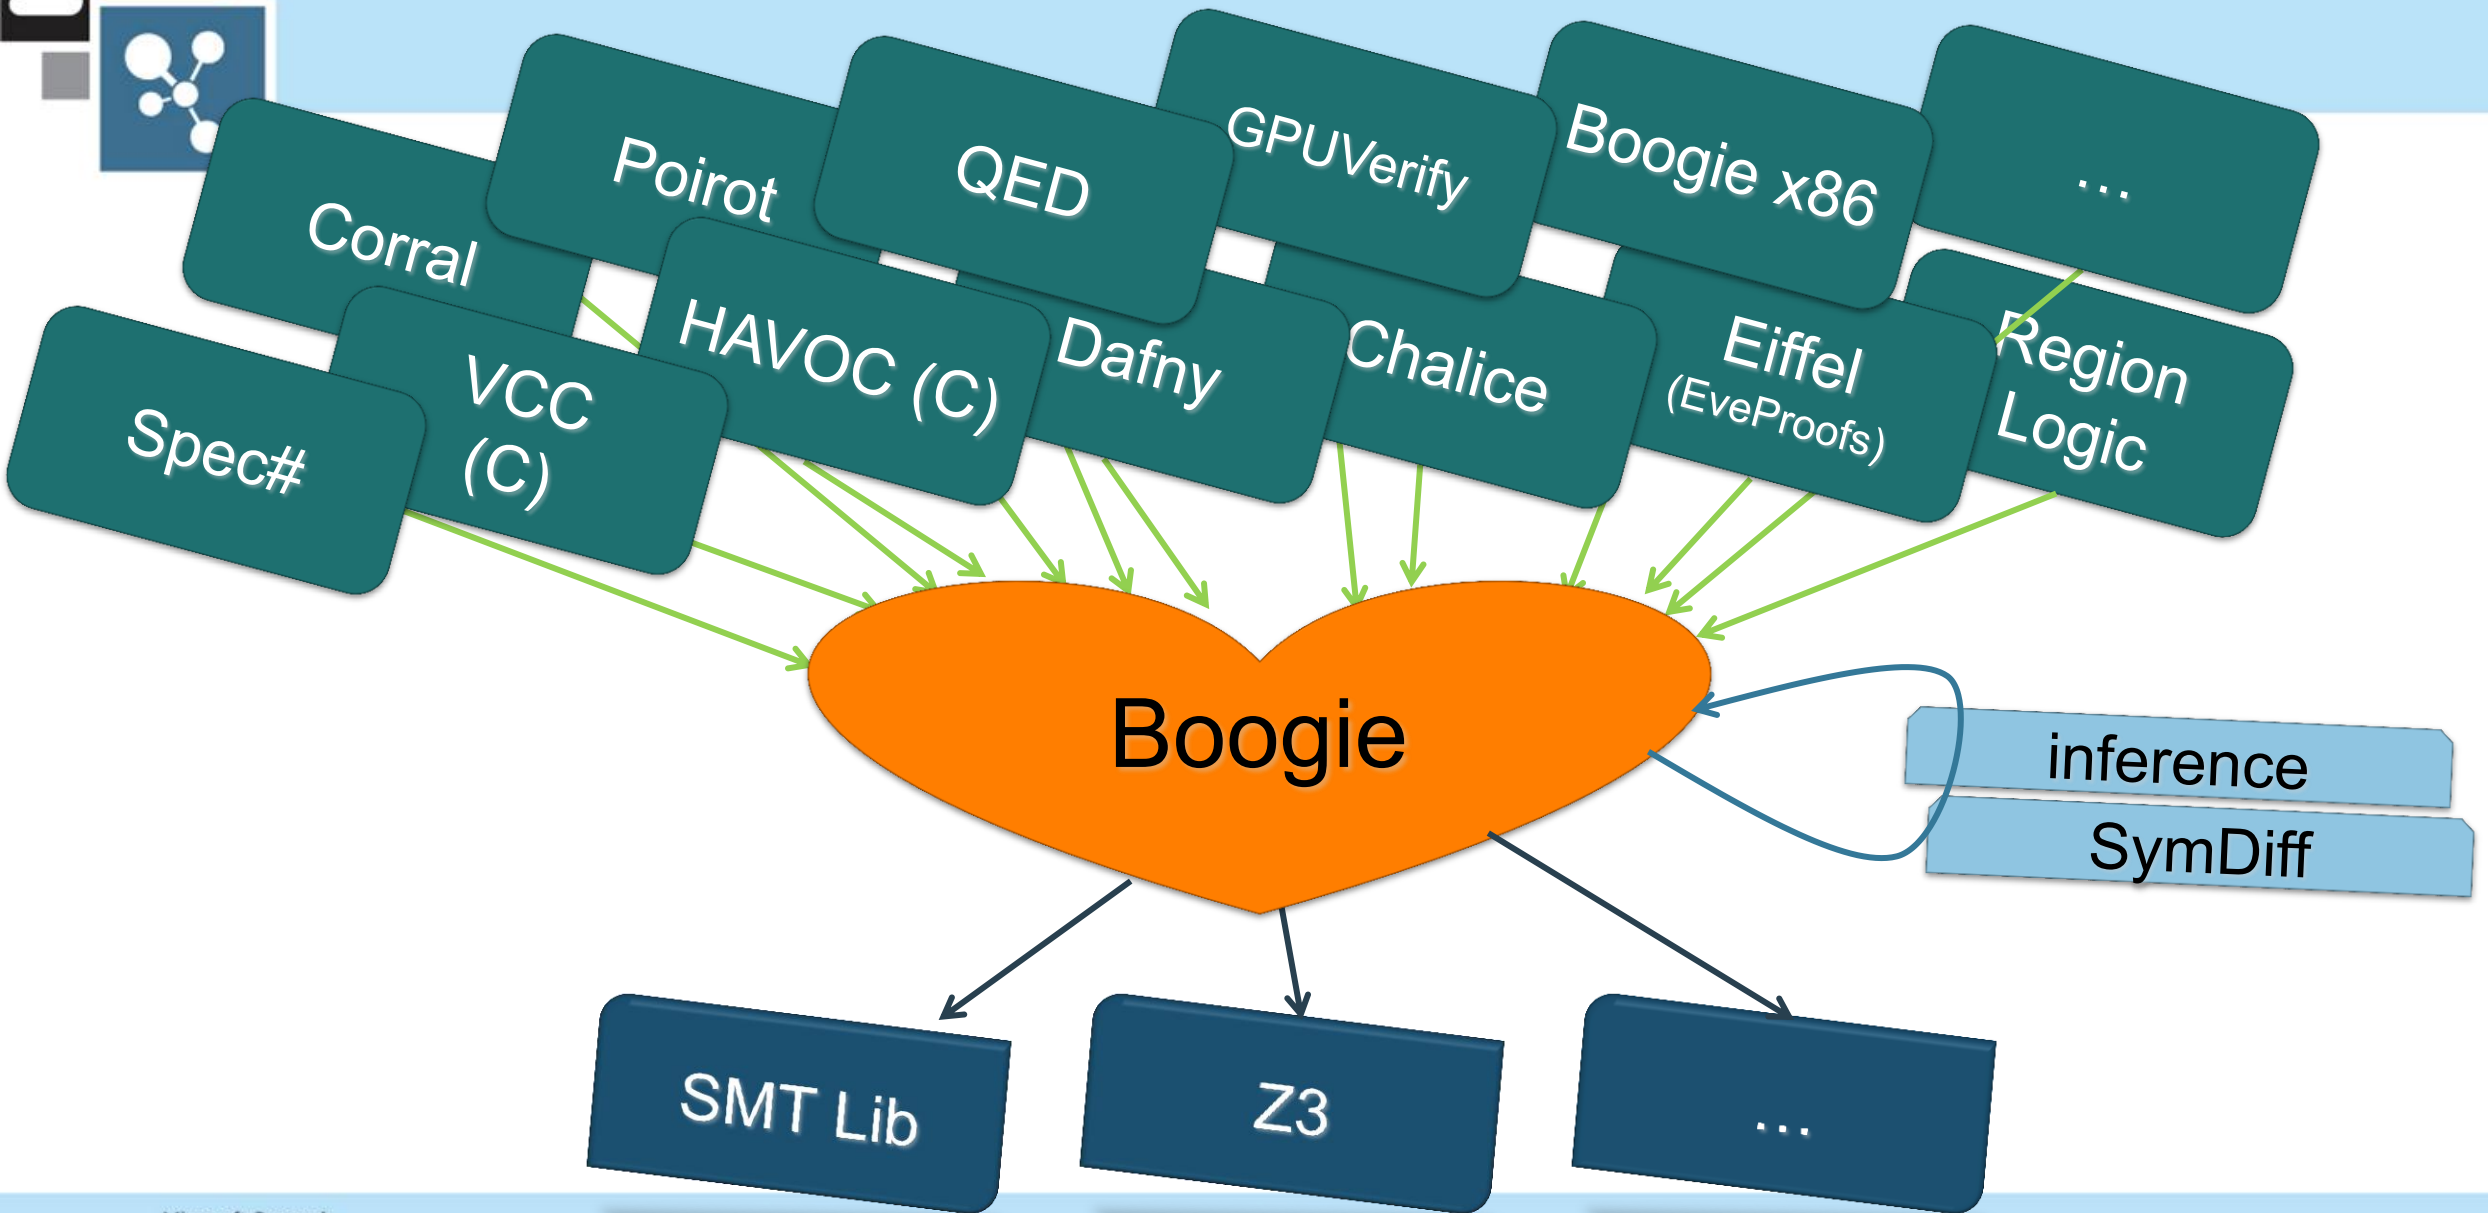 Poirot
QED
GPUVerify
Boogie x86
...
Corral
HAVOC (C)
Dafny
Chalice
Eiffel
(EveProofs)
Region
Logic
Spec#
VCC
(C)
Boogie
inference
SymDiff
SMT Lib
Z3
...